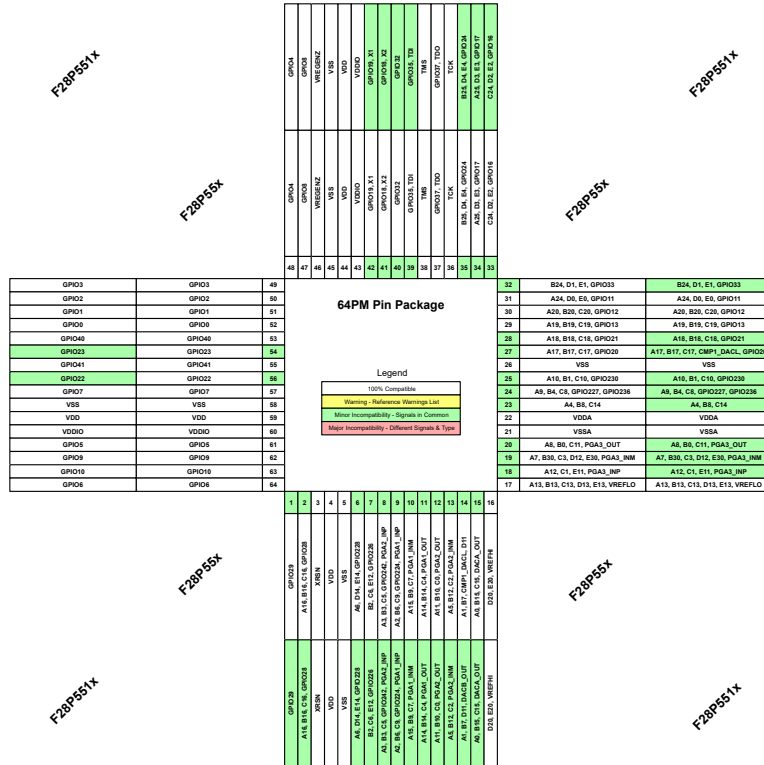 F28P551x
F28P551x
F28P55x
F28P55x
GPIO4
GPIO8
VREGENZ
VSS
VDD
VDDIO
GPIO19, X1
GPIO18, X2
GPIO32
GPIO35, TDI
TMS
GPIO37, TDO
TCK
B25, D4, E4, GPIO24
A25, D3, E3, GPIO17
C24, D2, E2, GPIO16
GPIO4
GPIO8
VREGENZ
VSS
VDD
VDDIO
GPIO19, X1
GPIO18, X2
GPIO32
GPIO35, TDI
TMS
GPIO37, TDO
TCK
B25, D4, E4, GPIO24
A25, D3, E3, GPIO17
C24, D2, E2, GPIO16
48 47 46 45 44 43 42 41 40 39 38 37 36 35 34 33
GPIO3 GPIO3 49
GPIO2 GPIO2 50
GPIO1 GPIO1 51
GPIO0 GPIO0 52
GPIO40 GPIO40 53
GPIO23 GPIO23 54
GPIO41 GPIO41 55
GPIO22 GPIO22 56
GPIO7 GPIO7 57
VSS VSS 58
VDD VDD 59
VDDIO VDDIO 60
GPIO5 GPIO5 61
GPIO9 GPIO9 62
GPIO10 GPIO10 63
GPIO6 GPIO6 64
64PM Pin Package
Legend
100% Compatible
Warning - Reference Warnings List
Minor Incompatibility - Signals in Common
Major Incompatibility - Different Signals & Type
32 B24, D1, E1, GPIO33 B24, D1, E1, GPIO33
31 A24, D0, E0, GPIO11 A24, D0, E0, GPIO11
30 A20, B20, C20, GPIO12 A20, B20, C20, GPIO12
29 A19, B19, C19, GPIO13 A19, B19, C19, GPIO13
28 A18, B18, C18, GPIO21 A18, B18, C18, GPIO21
27 A17, B17, C17, GPIO20 A17, B17, C17, CMP1_DACL, GPIO20
26 VSS VSS
25 A10, B1, C10, GPIO230 A10, B1, C10, GPIO230
24 A9, B4, C8, GPIO227, GPIO236 A9, B4, C8, GPIO227, GPIO236
23 A4, B8, C14 A4, B8, C14
22 VDDA VDDA
21 VSSA VSSA
20 A8, B0, C11, PGA3_OUT A8, B0, C11, PGA3_OUT
19 A7, B30, C3, D12, E30, PGA3_INM A7, B30, C3, D12, E30, PGA3_INM
18 A12, C1, E11, PGA3_INP A12, C1, E11, PGA3_INP
17 A13, B13, C13, D13, E13, VREFLO A13, B13, C13, D13, E13, VREFLO
1 2 3 4 5 6 7 8 9 10 11 12 13 14 15 16
GPIO29
A16, B16, C16, GPIO28
XRSN
VDD
VSS
A6, D14, E14, GPIO228
B2, C6, E12, GPIO226
A3, B3, C5, GPIO242, PGA2_INP
A2, B6, C9, GPIO224, PGA1_INP
A15, B9, C7, PGA1_INM
A14, B14, C4, PGA1_OUT
A11, B10, C0, PGA2_OUT
A5, B12, C2, PGA2_INM
A1, B7, CMP1_DACL, D11
A0, B15, C15, DACA_OUT
D20, E20, VREFHI
GPIO29
A16, B16, C16, GPIO28
XRSN
VDD
VSS
A6, D14, E14, GPIO228
B2, C6, E12, GPIO226
A3, B3, C5, GPIO242, PGA2_INP
A2, B6, C9, GPIO224, PGA1_INP
A15, B9, C7, PGA1_INM
A14, B14, C4, PGA1_OUT
A11, B10, C0, PGA2_OUT
A5, B12, C2, PGA2_INM
A1, B7, D11, DACB_OUT
A0, B15, C15, DACA_OUT
D20, E20, VREFHI
F28P55x
F28P55x
F28P551x
F28P551x